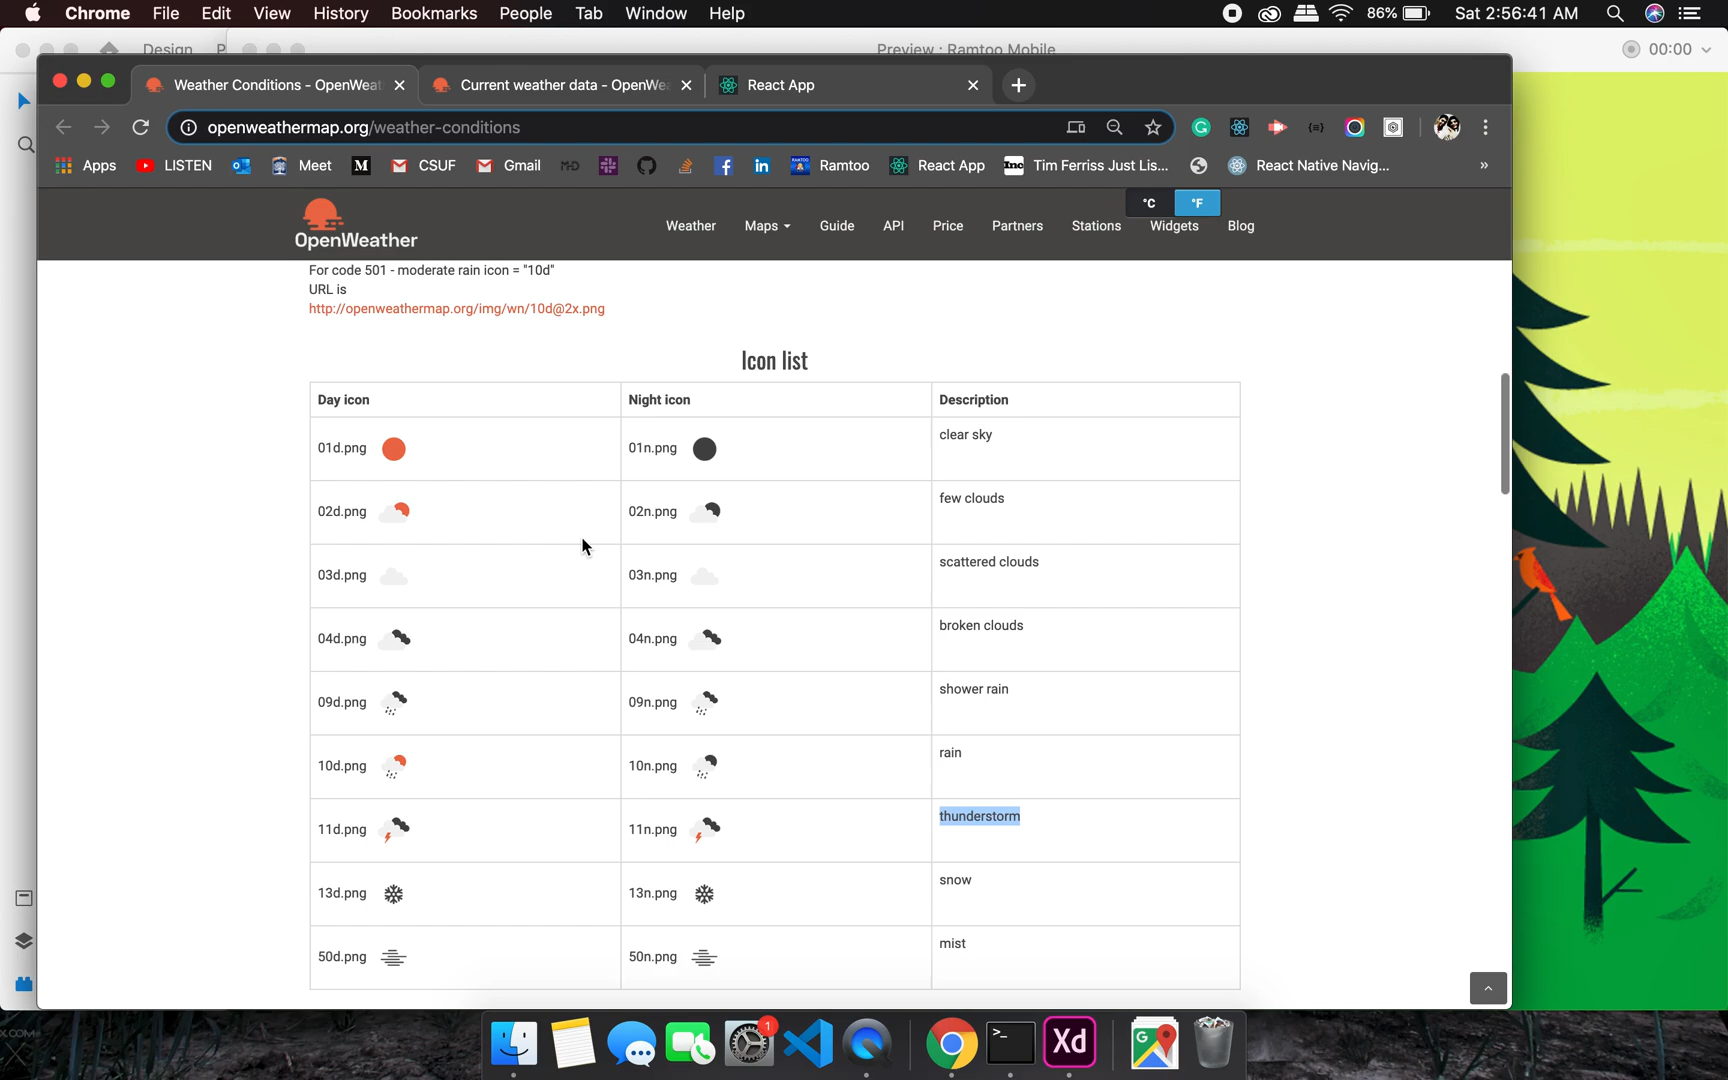 Chrome File Edit View History Bookmarks People Tab Window Help 86% Sat 2:56:41 AM
Design P Preview : Ramtoo Mobile 00:00
Weather Conditions - OpenWeat Current weather data - OpenWe React App
openweathermap.org/weather-conditions
Apps LISTEN Meet CSUF Gmail Ramtoo React App Tim Ferriss Just Lis... React Native Navig... »
OpenWeather
°C °F
Weather Maps Guide API Price Partners Stations Widgets Blog
For code 501 - moderate rain icon = "10d"
URL is
http://openweathermap.org/img/wn/10d@2x.png
Icon list
Day icon Night icon Description
01d.png 01n.png clear sky
02d.png 02n.png few clouds
03d.png 03n.png scattered clouds
04d.png 04n.png broken clouds
09d.png 09n.png shower rain
10d.png 10n.png rain
11d.png 11n.png thunderstorm
13d.png 13n.png snow
50d.png 50n.png mist
1
Xd